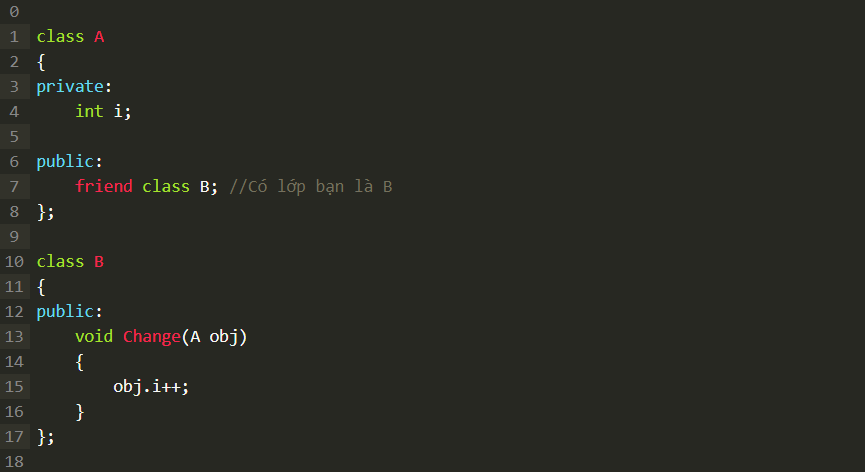 0
1 class A
2 {
3 private:
4     int i;
5
6 public:
7     friend class B; //Có lớp bạn là B
8 };
9
10 class B
11 {
12 public:
13     void Change(A obj)
14     {
15         obj.i++;
16     }
17 };
18